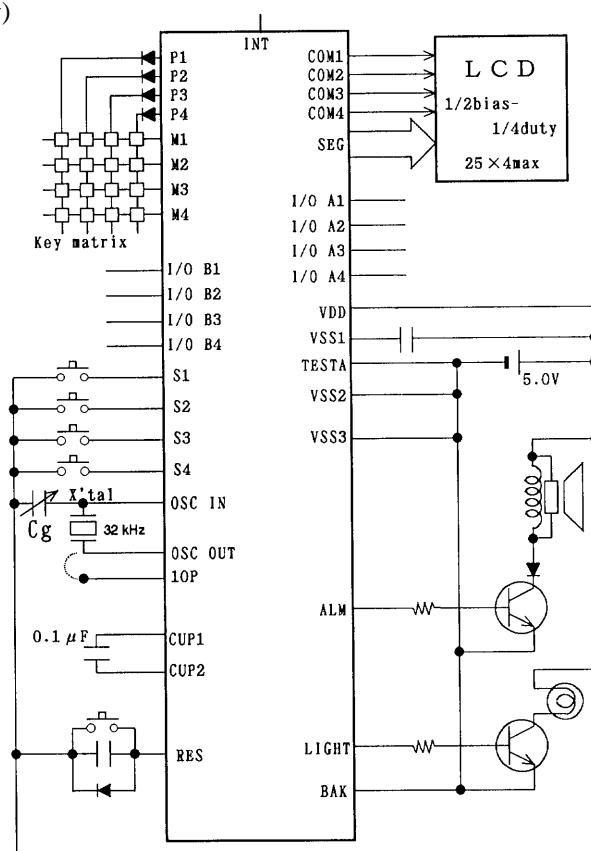 )
INT
P1
P2
P3
P4
M1
M2
M3
M4
Key matrix
I/O B1
I/O B2
I/O B3
I/O B4
S1
S2
S3
S4
X'tal
OSC IN
Cg
32 kHz
OSC OUT
10P
0.1μF
CUP1
CUP2
RES
COM1
COM2
COM3
COM4
SEG
LCD
1/2bias-
1/4duty
25×4max
I/O A1
I/O A2
I/O A3
I/O A4
VDD
VSS1
TESTA
5.0V
VSS2
VSS3
ALM
LIGHT
BAK